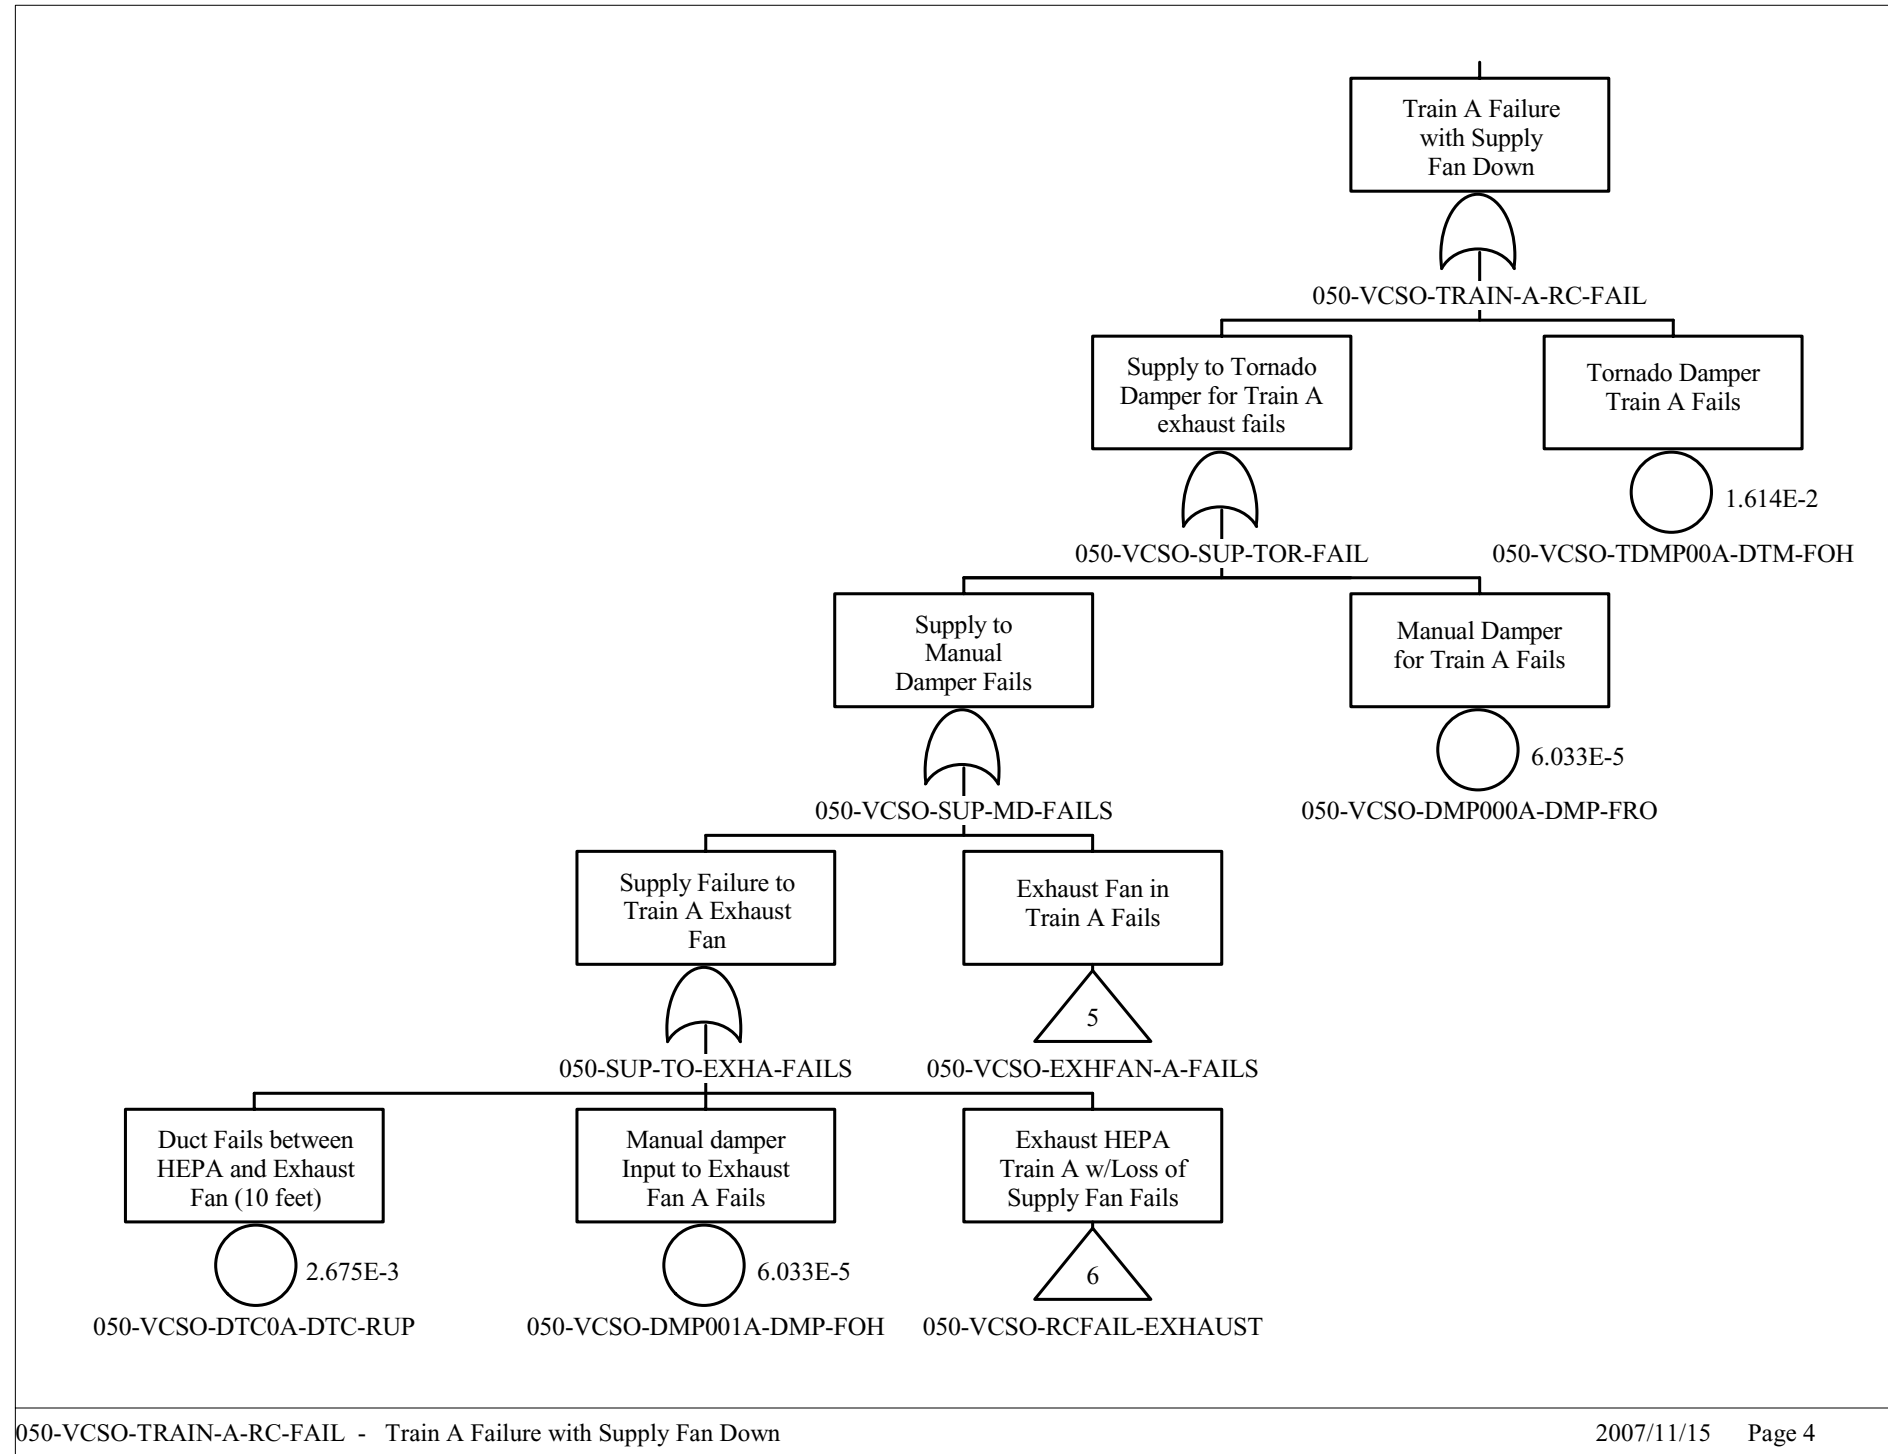 Train A Failure
with Supply
Fan Down
050-VCSO-TRAIN-A-RC-FAIL
Supply to Tornado
Damper for Train A
exhaust fails
050-VCSO-SUP-TOR-FAIL
Tornado Damper
Train A Fails
1.614E-2
050-VCSO-TDMP00A-DTM-FOH
Supply to
Manual
Damper Fails
050-VCSO-SUP-MD-FAILS
Manual Damper
for Train A Fails
6.033E-5
050-VCSO-DMP000A-DMP-FRO
Supply Failure to
Train A Exhaust
Fan
050-SUP-TO-EXHA-FAILS
Exhaust Fan in
Train A Fails
5
050-VCSO-EXHFAN-A-FAILS
Duct Fails between
HEPA and Exhaust
Fan (10 feet)
2.675E-3
050-VCSO-DTC0A-DTC-RUP
Manual damper
Input to Exhaust
Fan A Fails
6.033E-5
050-VCSO-DMP001A-DMP-FOH
Exhaust HEPA
Train A w/Loss of
Supply Fan Fails
6
050-VCSO-RCFAIL-EXHAUST
050-VCSO-TRAIN-A-RC-FAIL - Train A Failure with Supply Fan Down
2007/11/15 Page 4